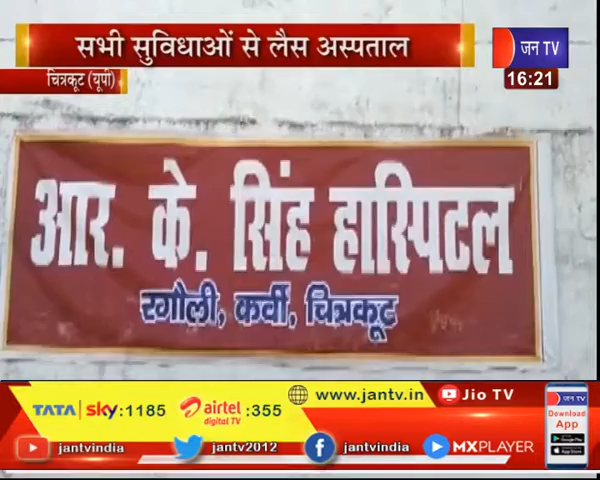 सभी सुविधाओं से लैस अस्पताल
जन TV
चित्रकूट (यूपी)
16:21
आर. के. सिंह हास्पिटल
रगौली, कर्वी, चित्रकूट
TATA sky:1185 airtel digital TV :355 www.jantv.in Jio TV
जन TV
Download App
jantvindia jantv2012 jantvindia MXPLAYER